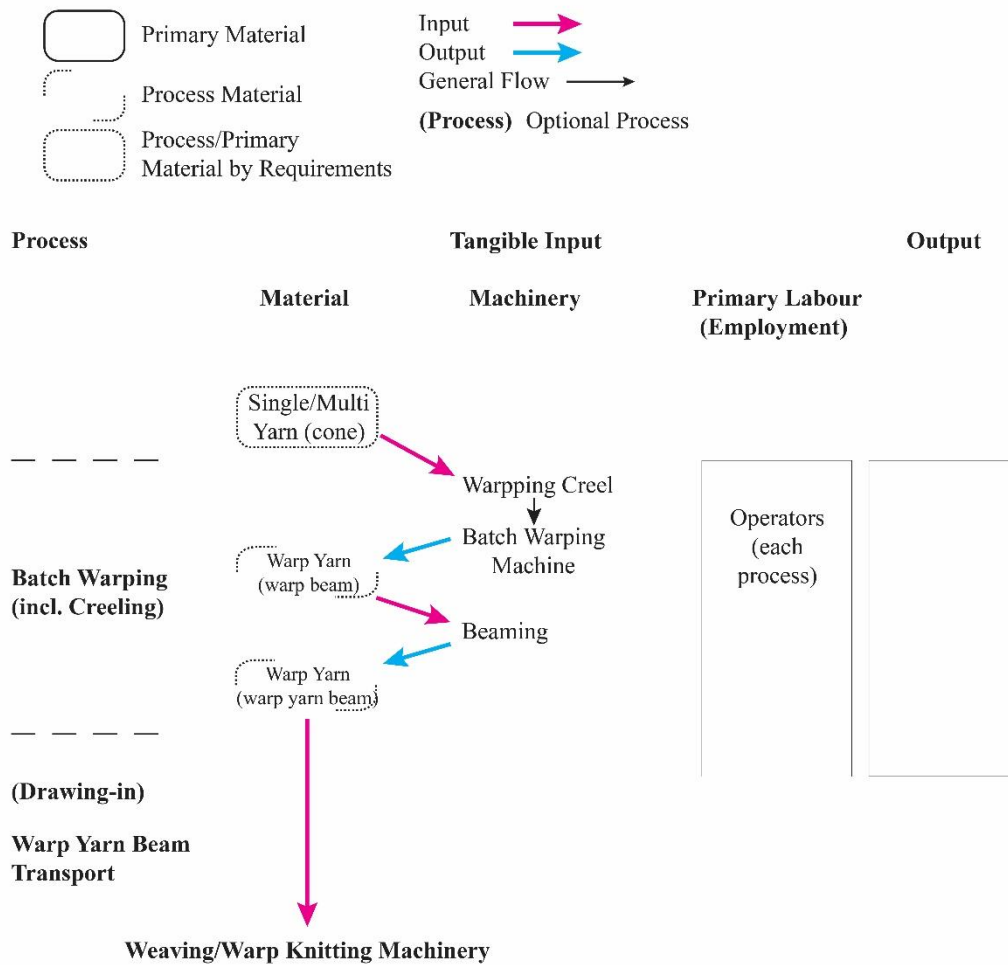 Primary Material
Process Material
Process/Primary
Material by Requirements
Input
Output
General Flow
(Process) Optional Process
Process
Tangible Input
Output
Material
Machinery
Primary Labour
(Employment)
Single/Multi
Yarn (cone)
Warpping Creel
Batch Warping
Machine
Operators
(each
process)
Warp Yarn
(warp beam)
Batch Warping
(incl. Creeling)
Beaming
Warp Yarn
(warp yarn beam)
(Drawing-in)
Warp Yarn Beam
Transport
Weaving/Warp Knitting Machinery